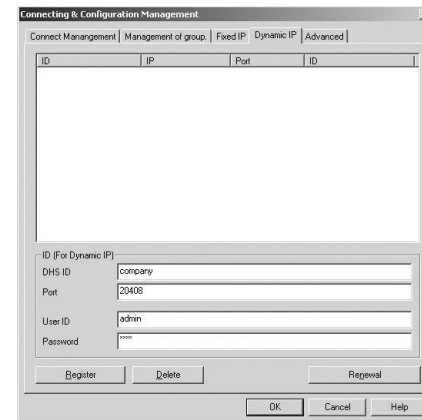 Connecting & Configuration Management
Connect Manangement Management of group. Fixed IP Dynamic IP Advanced
ID IP Port ID
ID (For Dynamic IP)
DHS ID company
Port 20408
User ID admin
Password ****
Register Delete Renewal
OK Cancel Help